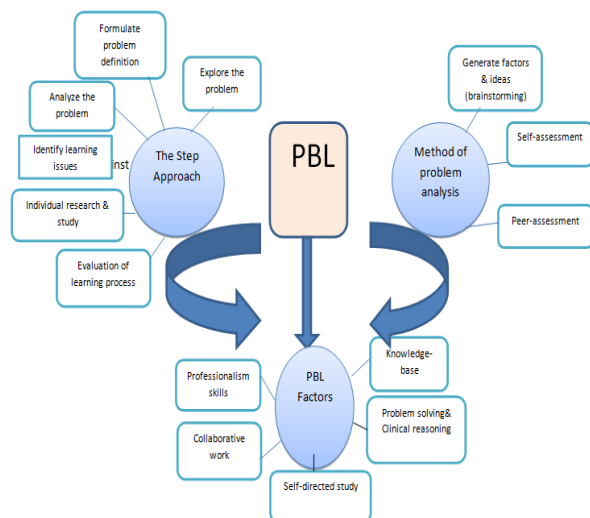 Formulate
problem
definition
Explore the
problem
Analyze the
problem
Identify learning
issues
inst
Individual research &
study
Evaluation of
learning process
The Step
Approach
PBL
Method of
problem
analysis
Generate factors
& ideas
(brainstorming)
Self-assessment
Peer-assessment
PBL
Factors
Professionalism
skills
Collaborative
work
Self-directed study
Knowledge-
base
Problem solving&
Clinical reasoning